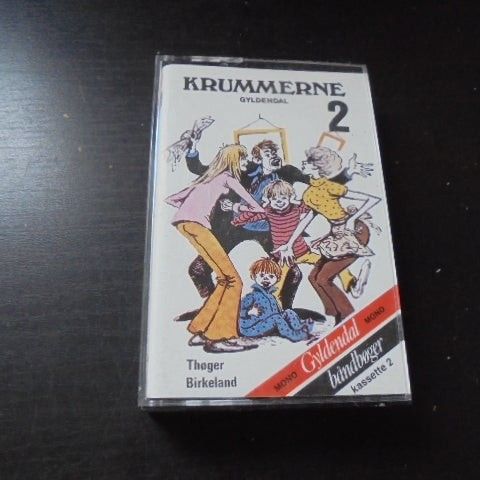 KRUMMERNE
GYLDENDAL
2
Thøger
Birkeland
MONO Gyldendal MONO
båndbøger
kassette 2